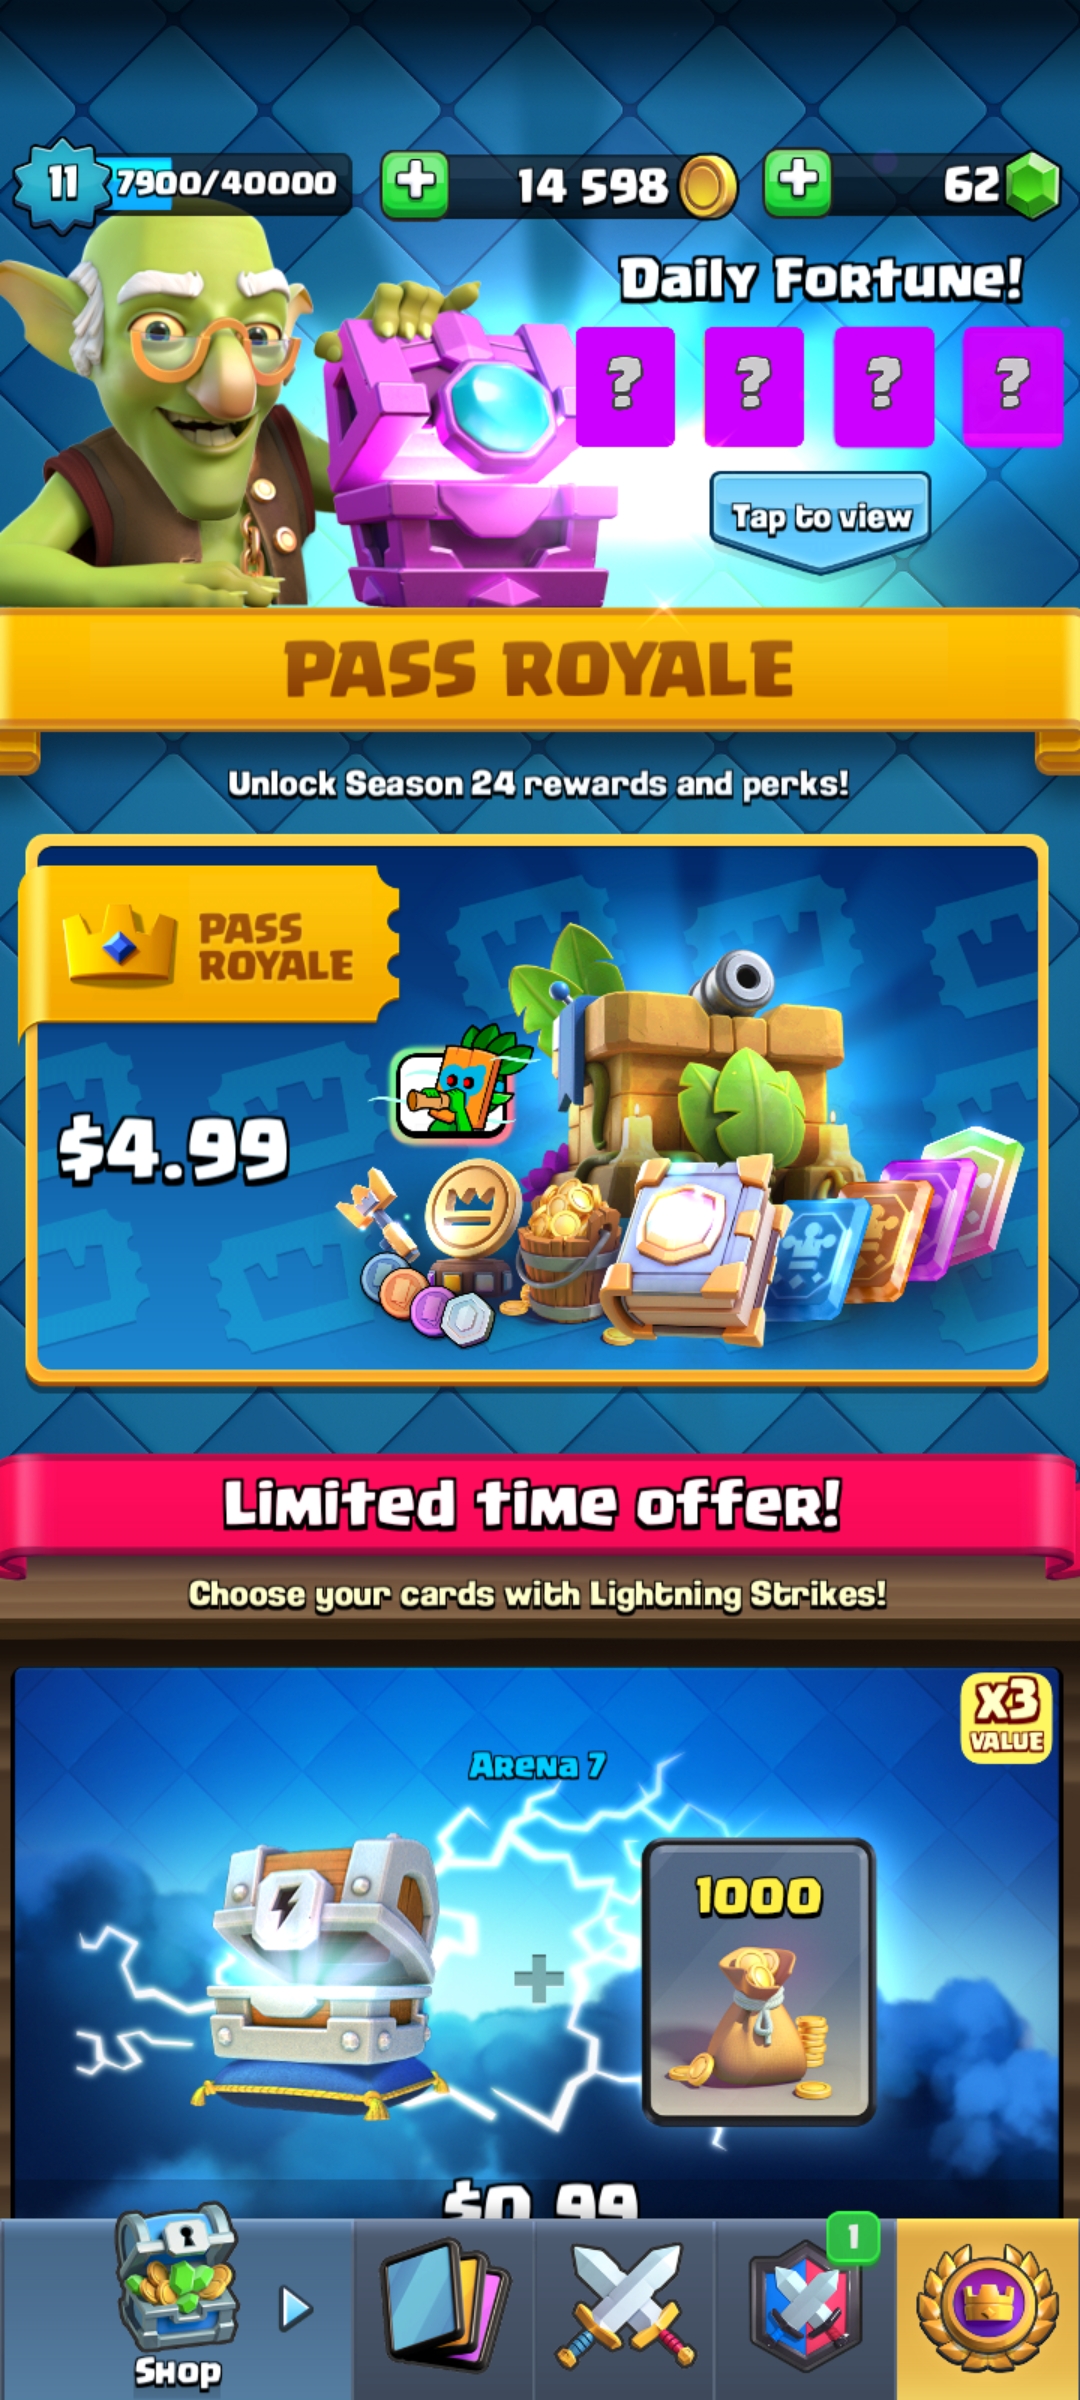 11 7900/40000 14 598 62
Daily Fortune!
? ? ? ?
Tap to view
PASS ROYALE
Unlock Season 24 rewards and perks!
PASS
ROYALE
$4.99
Limited time offer!
Choose your cards with Lightning Strikes!
x3
VALUE
Arena 7
1000
$0.99
1
Shop